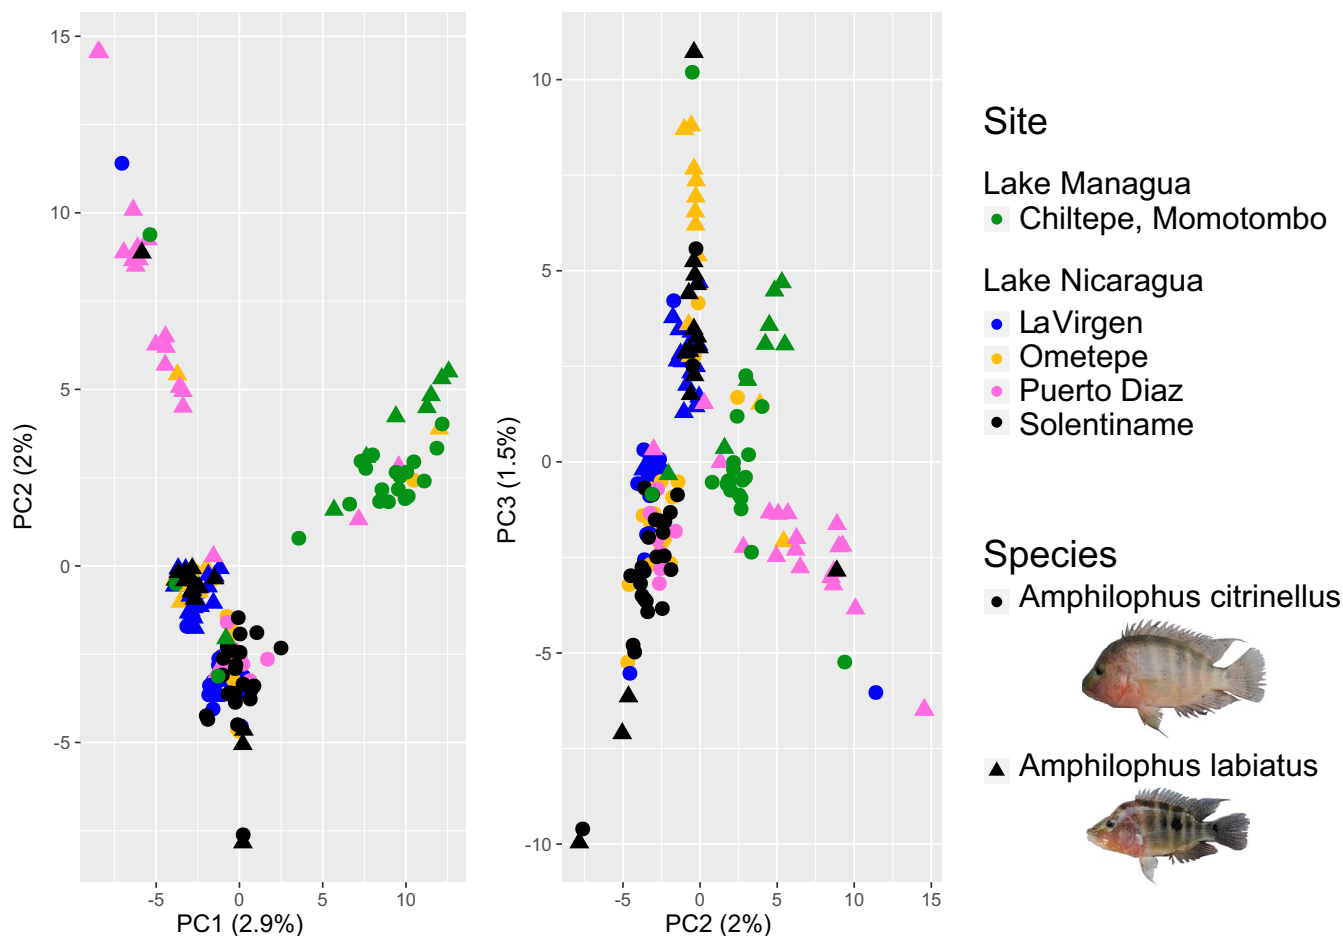 15
10
5
0
-5
PC2 (2%)
-5
0
5
10
PC1 (2.9%)
10
5
0
-5
-10
PC3 (1.5%)
-5
0
5
10
15
PC2 (2%)
Site
Lake Managua
Chiltepe, Momotombo
Lake Nicaragua
LaVirgen
Ometepe
Puerto Diaz
Solentiname
Species
Amphilophus citrinellus
Amphilophus labiatus